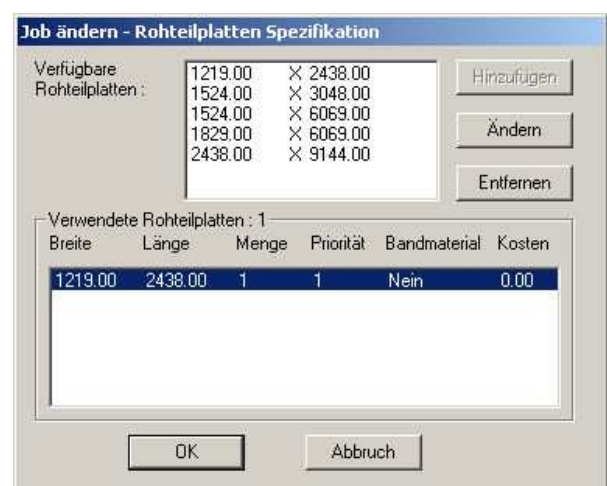 Job ändern - Rohteilplatten Spezifikation
Verfügbare
Rohteilplatten :
1219.00 X 2438.00
1524.00 X 3048.00
1524.00 X 6069.00
1829.00 X 6069.00
2438.00 X 9144.00
Hinzufügen
Ändern
Entfernen
Verwendete Rohteilplatten : 1
Breite Länge Menge Priorität Bandmaterial Kosten
1219.00 2438.00 1 1 Nein 0.00
OK Abbruch